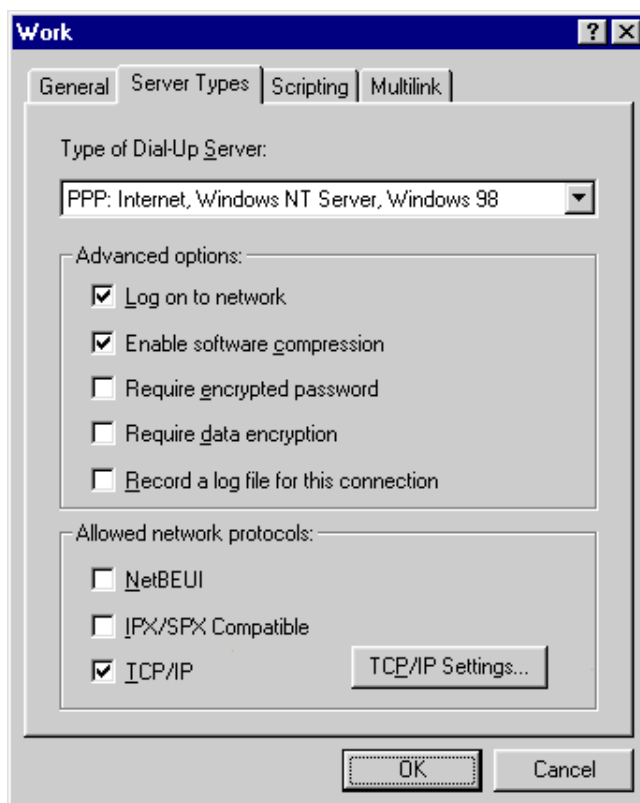 Work
General Server Types Scripting Multilink
Type of Dial-Up Server:
PPP: Internet, Windows NT Server, Windows 98
Advanced options:
Log on to network
Enable software compression
Require encrypted password
Require data encryption
Record a log file for this connection
Allowed network protocols:
NetBEUI
IPX/SPX Compatible
TCP/IP TCP/IP Settings...
OK Cancel